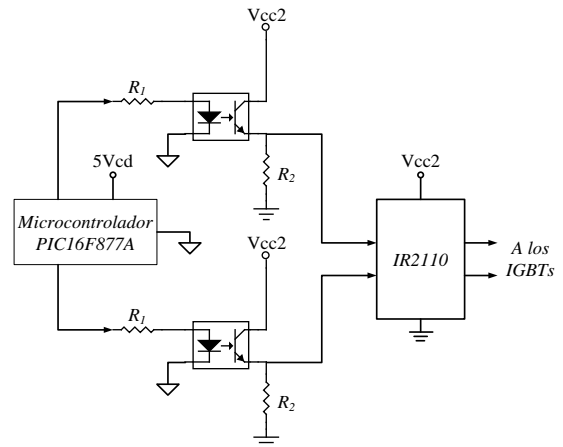 Vcc2
R1
R2
5Vcd
Microcontrolador
PIC16F877A
Vcc2
IR2110
A los
IGBTs
Vcc2
R1
R2